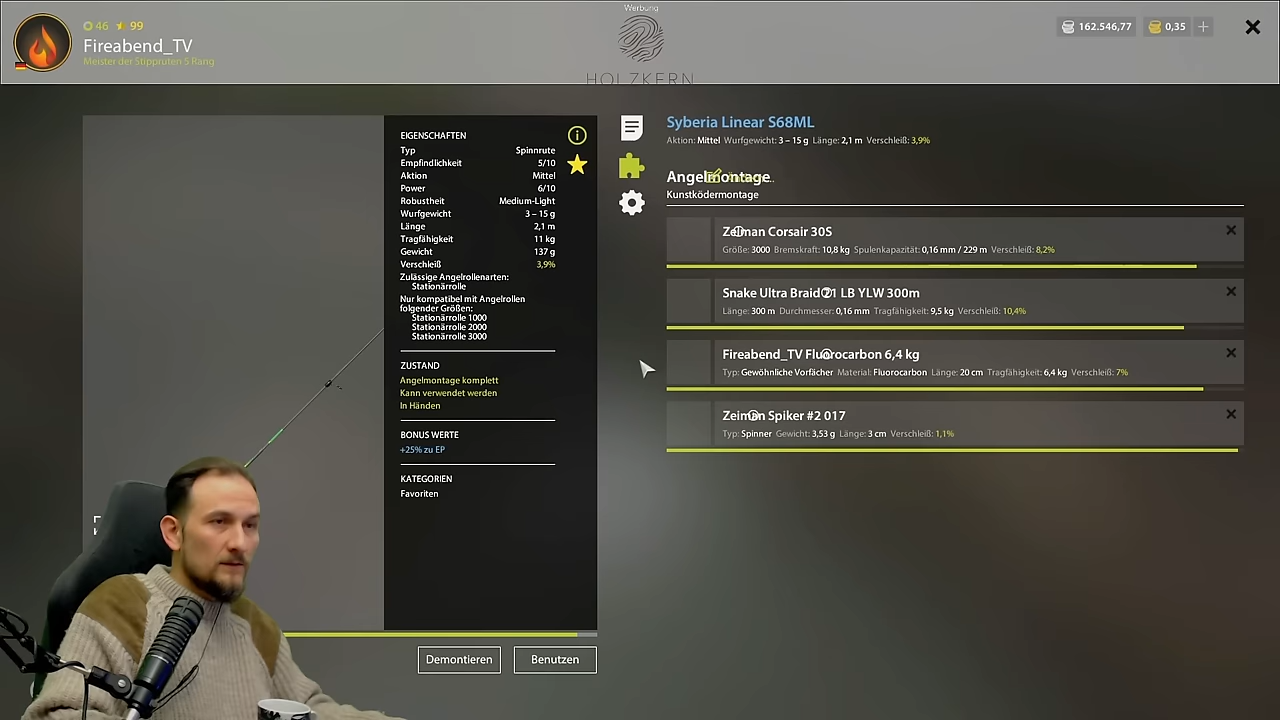 Werbung
HOLZKERN
46 99
Fireabend_TV
Meister der Stippruten 5 Rang
162.546,77
0,35
EIGENSCHAFTEN
Typ Spinnrute
Empfindlichkeit 5/10
Aktion Mittel
Power 6/10
Robustheit Medium-Light
Wurfgewicht 3 – 15 g
Länge 2,1 m
Tragfähigkeit 11 kg
Gewicht 137 g
Verschleiß 3,9%
Zulässige Angelrollenarten:
Stationärrolle
Nur kompatibel mit Angelrollen
folgender Größen:
Stationärrolle 1000
Stationärrolle 2000
Stationärrolle 3000
ZUSTAND
Angelmontage komplett
Kann verwendet werden
In Händen
BONUS WERTE
+25% zu EP
KATEGORIEN
Favoriten
Demontieren
Benutzen
Syberia Linear S68ML
Aktion: Mittel Wurfgewicht: 3 – 15 g Länge: 2,1 m Verschleiß: 3,9%
Angelmontage
Kunstködermontage
Zeiman Corsair 30S
Größe: 3000 Bremskraft: 10,8 kg Spulenkapazität: 0,16 mm / 229 m Verschleiß: 8,2%
Snake Ultra Braid 21 LB YLW 300m
Länge: 300 m Durchmesser: 0,16 mm Tragfähigkeit: 9,5 kg Verschleiß: 10,4%
Fireabend_TV Fluorocarbon 6,4 kg
Typ: Gewöhnliche Vorfächer Material: Fluorocarbon Länge: 20 cm Tragfähigkeit: 6,4 kg Verschleiß: 7%
Zeiman Spiker #2 017
Typ: Spinner Gewicht: 3,53 g Länge: 3 cm Verschleiß: 1,1%